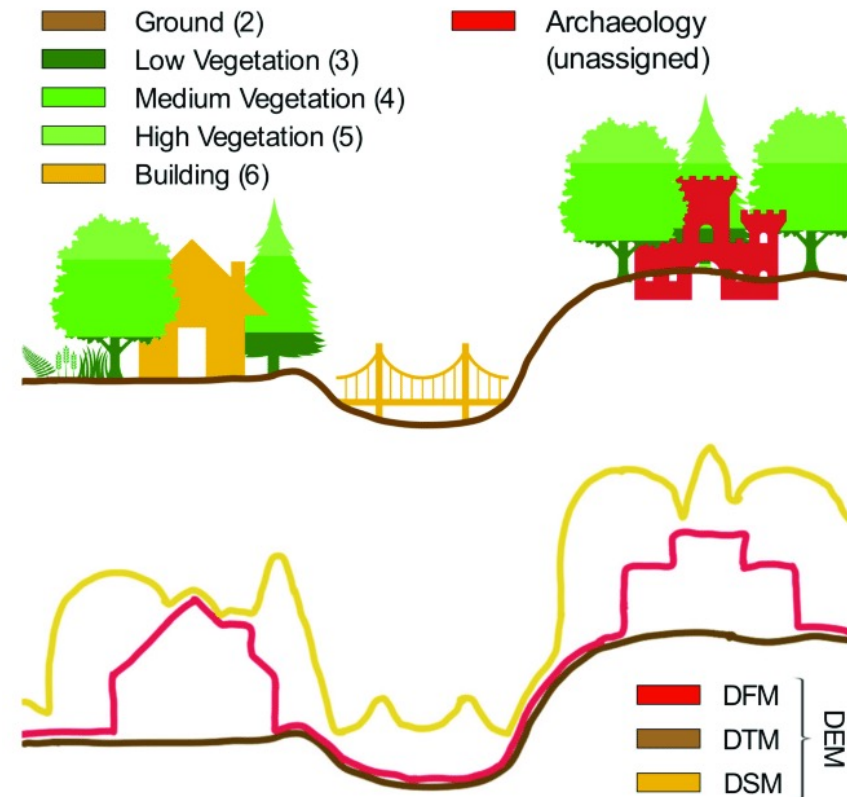 Ground (2)
Low Vegetation (3)
Medium Vegetation (4)
High Vegetation (5)
Building (6)
Archaeology
(unassigned)
DFM
DTM
DSM
DEM